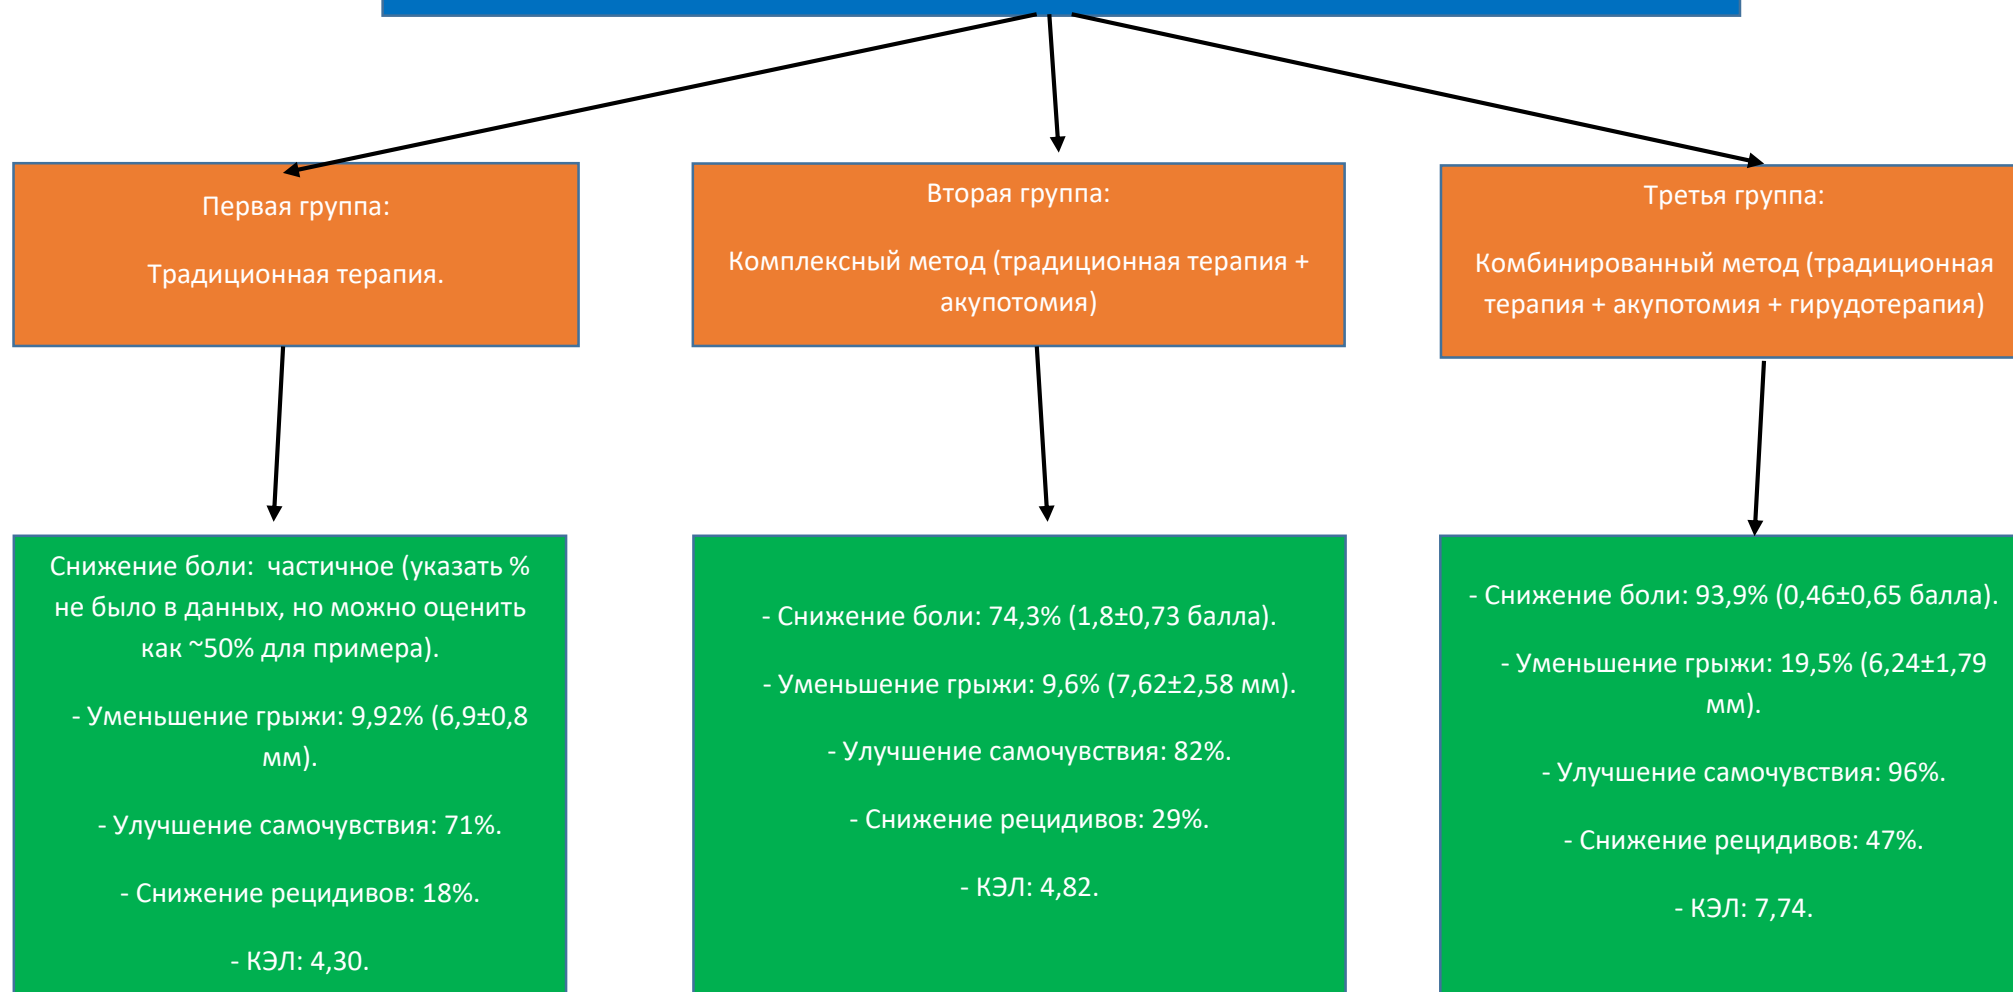 Первая группа:
Традиционная терапия.
Вторая группа:
Комплексный метод (традиционная терапия +
акупотомия)
Третья группа:
Комбинированный метод (традиционная
терапия + акупотомия + гирудотерапия)
Снижение боли:  частичное (указать %
не было в данных, но можно оценить
как ~50% для примера).
- Уменьшение грыжи: 9,92% (6,9±0,8
мм).
- Улучшение самочувствия: 71%.
- Снижение рецидивов: 18%.
- КЭЛ: 4,30.
- Снижение боли: 74,3% (1,8±0,73 балла).
- Уменьшение грыжи: 9,6% (7,62±2,58 мм).
- Улучшение самочувствия: 82%.
- Снижение рецидивов: 29%.
- КЭЛ: 4,82.
- Снижение боли: 93,9% (0,46±0,65 балла).
- Уменьшение грыжи: 19,5% (6,24±1,79
мм).
- Улучшение самочувствия: 96%.
- Снижение рецидивов: 47%.
- КЭЛ: 7,74.